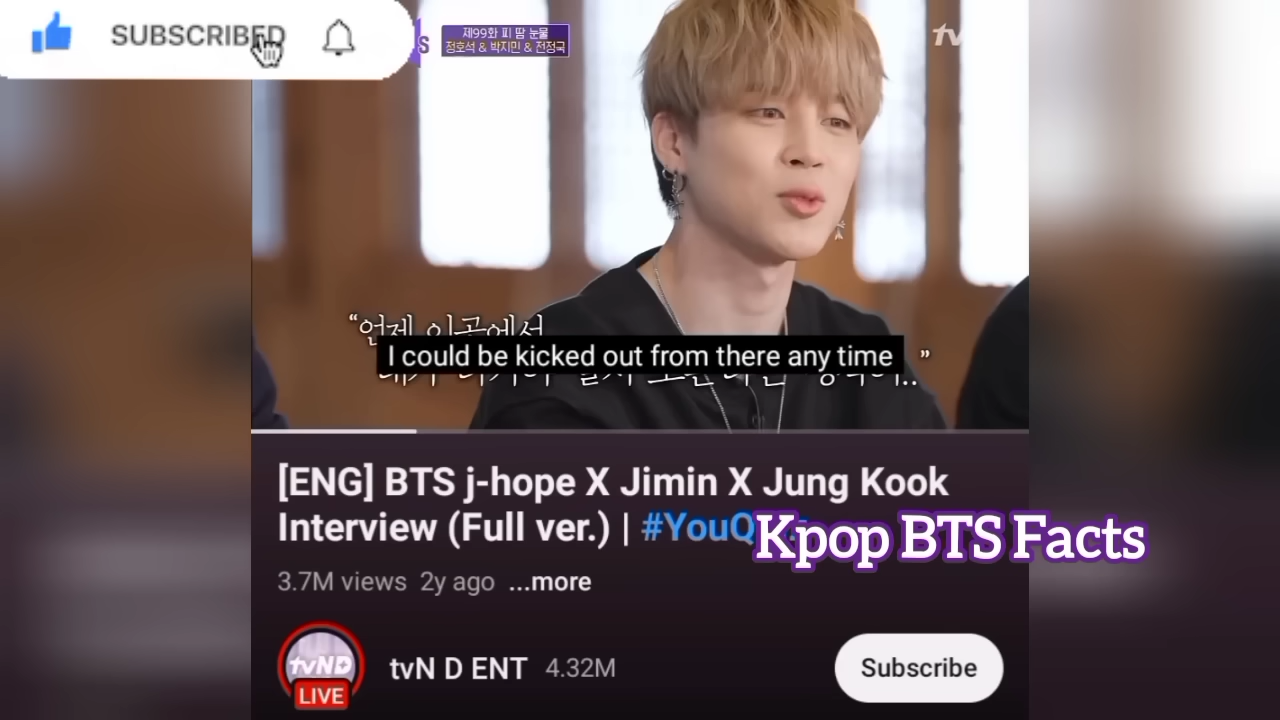 SUBSCRIBED
S
제99화 피 땀 눈물
정호석 & 박지민 & 전정국
tv
“언제 이곳에서
I could be kicked out from there any time
”
[ENG] BTS j-hope X Jimin X Jung Kook
Interview (Full ver.) | #YouQ
Kpop BTS Facts
3.7M views 2y ago ...more
tvND
LIVE
tvN D ENT 4.32M
Subscribe